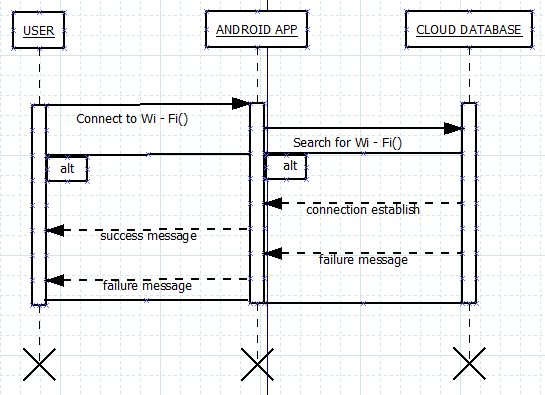 USER
ANDROID APP
CLOUD DATABASE
Connect to Wi - Fi()
Search for Wi - Fi()
alt
alt
connection establish
success message
failure message
failure message